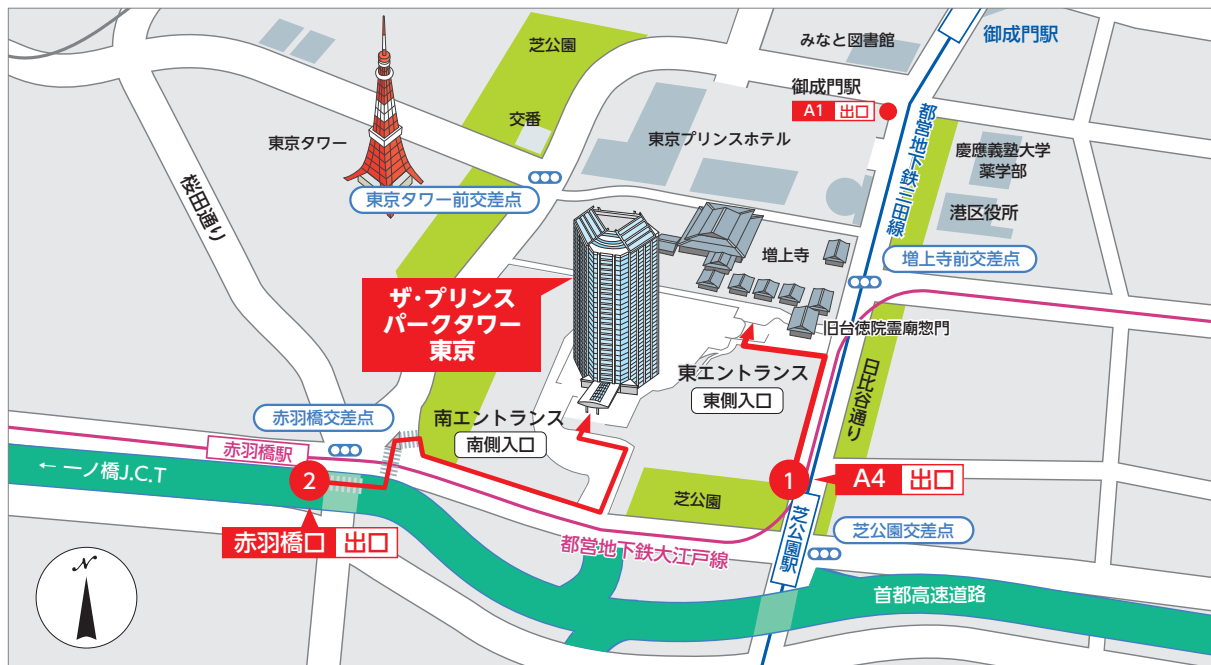 芝公園
みなと図書館
御成門駅
御成門駅
A1 出口
交番
東京タワー
東京プリンスホテル
都営地下鉄三田線
慶應義塾大学
薬学部
港区役所
桜田通り
東京タワー前交差点
増上寺
増上寺前交差点
ザ・プリンス
パークタワー
東京
旧台徳院霊廟惣門
東エントランス
東側入口
日比谷通り
赤羽橋交差点
南エントランス
南側入口
赤羽橋駅
← 一ノ橋J.C.T
2
1
A4 出口
芝公園
赤羽橋口 出口
都営地下鉄大江戸線
芝公園駅
芝公園交差点
首都高速道路
N